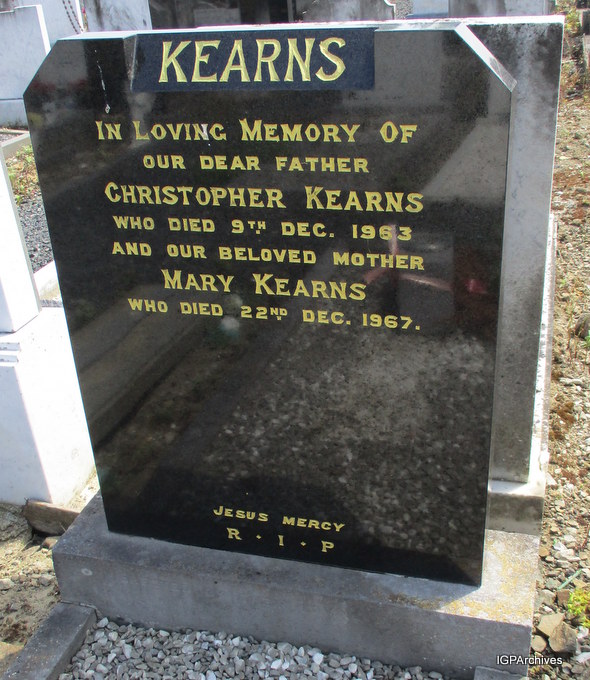 KEARNS
IN LOVING MEMORY OF
OUR DEAR FATHER
CHRISTOPHER KEARNS
WHO DIED 9TH DEC. 1963
AND OUR BELOVED MOTHER
MARY KEARNS
WHO DIED 22ND DEC. 1967.
JESUS MERCY
R · I · P
IGPArchives